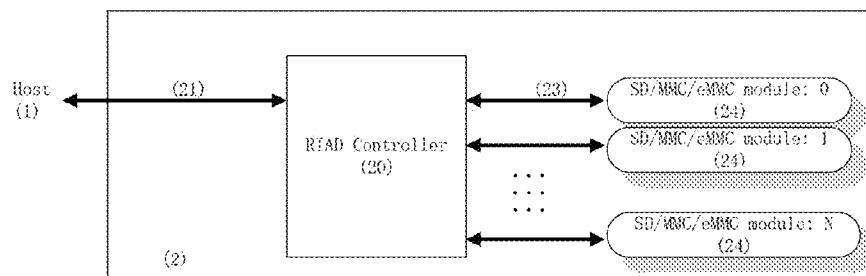 Host
(1)
(21)
RIAD Controller
(20)
(23)
SD/MMC/eMMC module: 0
(24)
SD/MMC/eMMC module: 1
(24)
SD/MMC/eMMC module: N
(24)
(2)